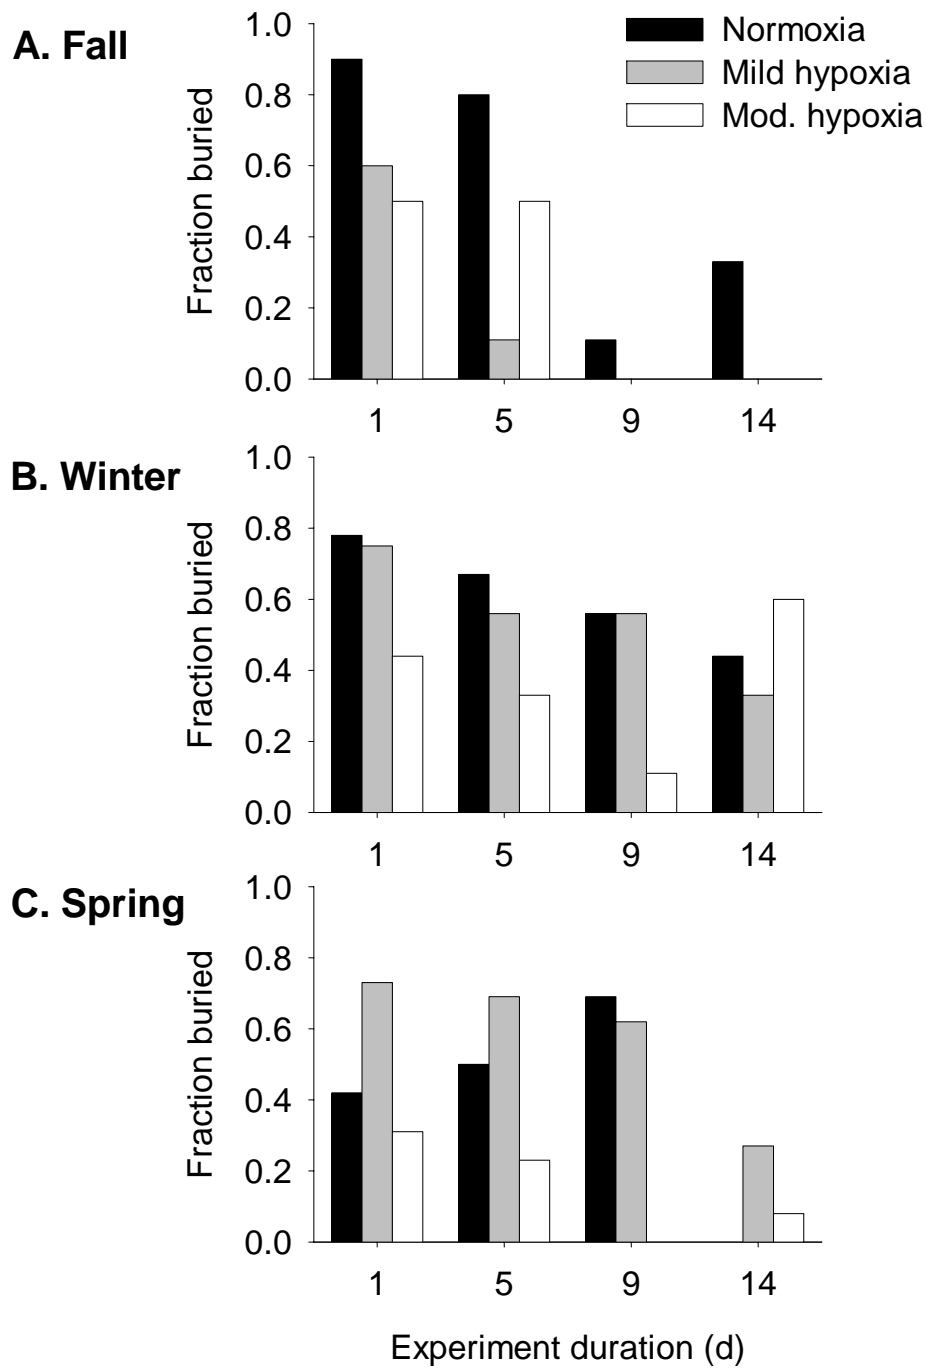 A. Fall
Normoxia
Mild hypoxia
Mod. hypoxia
Fraction buried
1.0
0.8
0.6
0.4
0.2
0.0
1 5 9 14
B. Winter
Fraction buried
1.0
0.8
0.6
0.4
0.2
0.0
1 5 9 14
C. Spring
Fraction buried
1.0
0.8
0.6
0.4
0.2
0.0
1 5 9 14
Experiment duration (d)